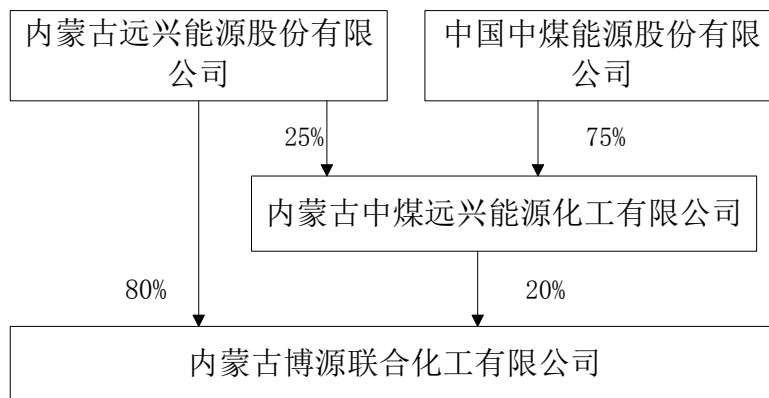 内蒙古远兴能源股份有限
公司
中国中煤能源股份有限
公司
25%
75%
内蒙古中煤远兴能源化工有限公司
80%
20%
内蒙古博源联合化工有限公司